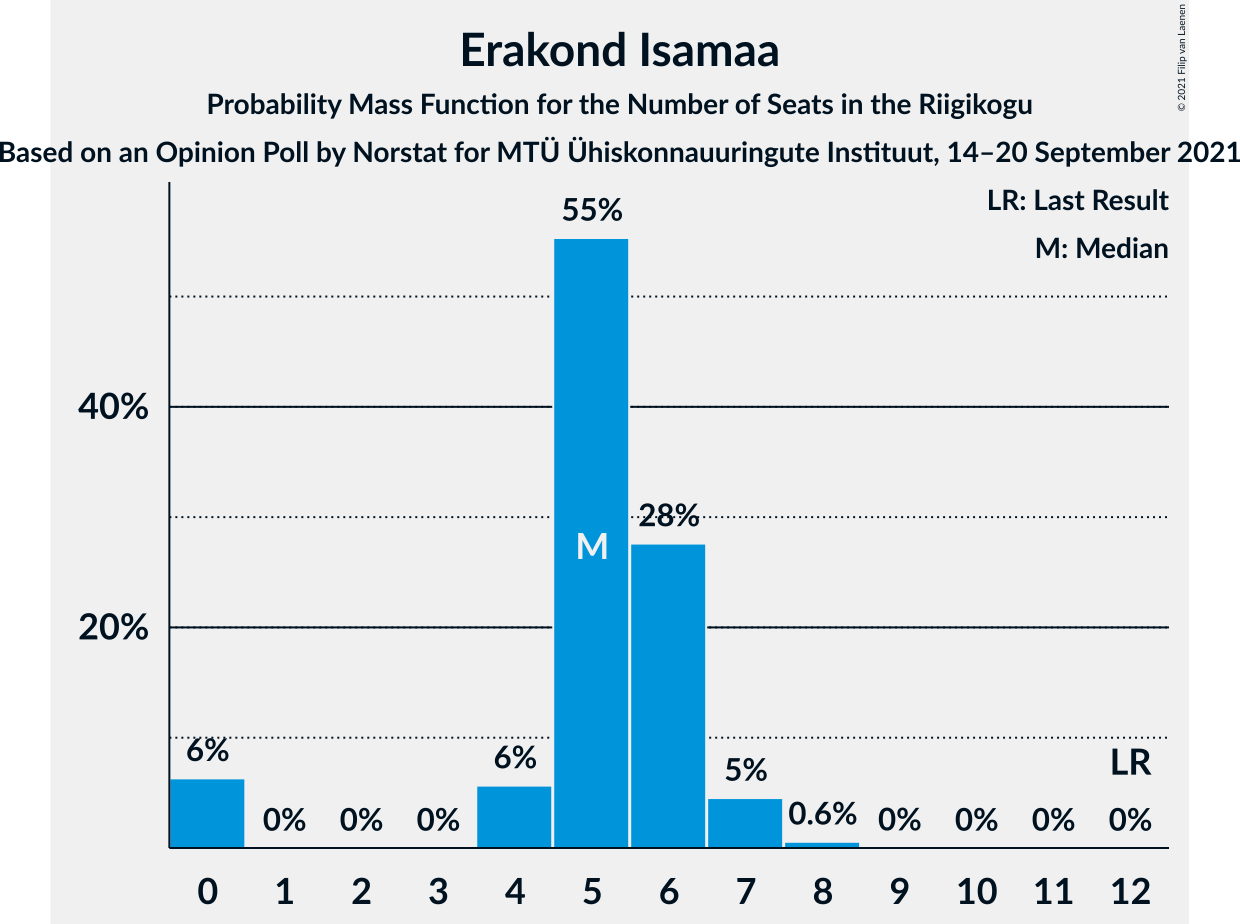 Erakond Isamaa
Probability Mass Function for the Number of Seats in the Riigikogu
Based on an Opinion Poll by Norstat for MTÜ Ühiskonnauuringute Instituut, 14–20 September 2021
© 2021 Filip van Laenen
LR: Last Result
M: Median
55%
40%
28%
M
20%
6% 0% 0% 0% 6% 5% 0.6% 0% 0% 0% 0%
LR
0 1 2 3 4 5 6 7 8 9 10 11 12